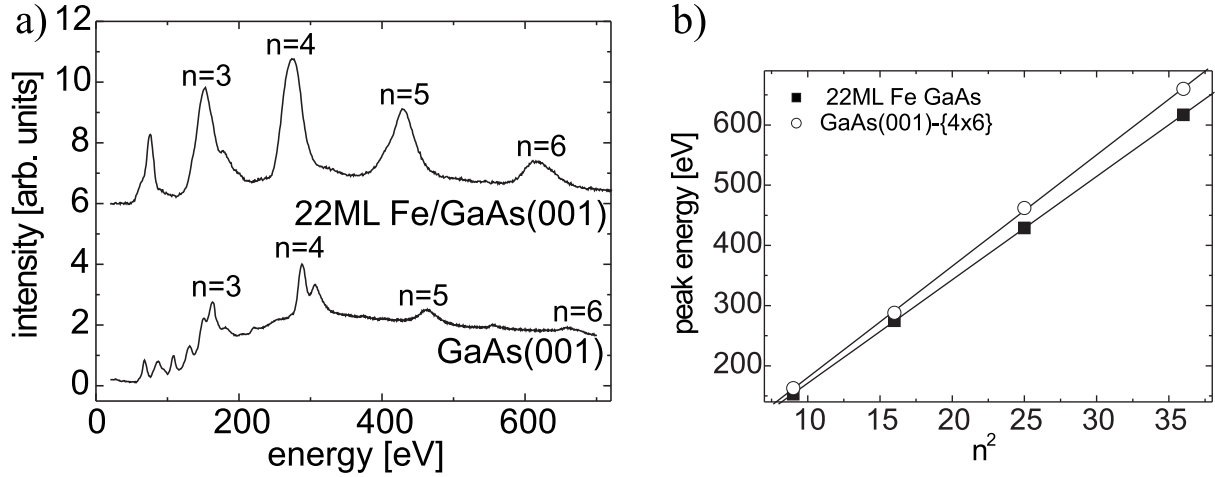 a)
12
10
8
6
4
2
0
intensity [arb. units]
n=3
n=4
n=5
n=6
22ML Fe/GaAs(001)
n=3
n=4
n=5
n=6
GaAs(001)
0 200 400 600
energy [eV]
b)
22ML Fe GaAs
GaAs(001)-{4x6}
600
500
400
300
200
peak energy [eV]
10 15 20 25 30 35
n²